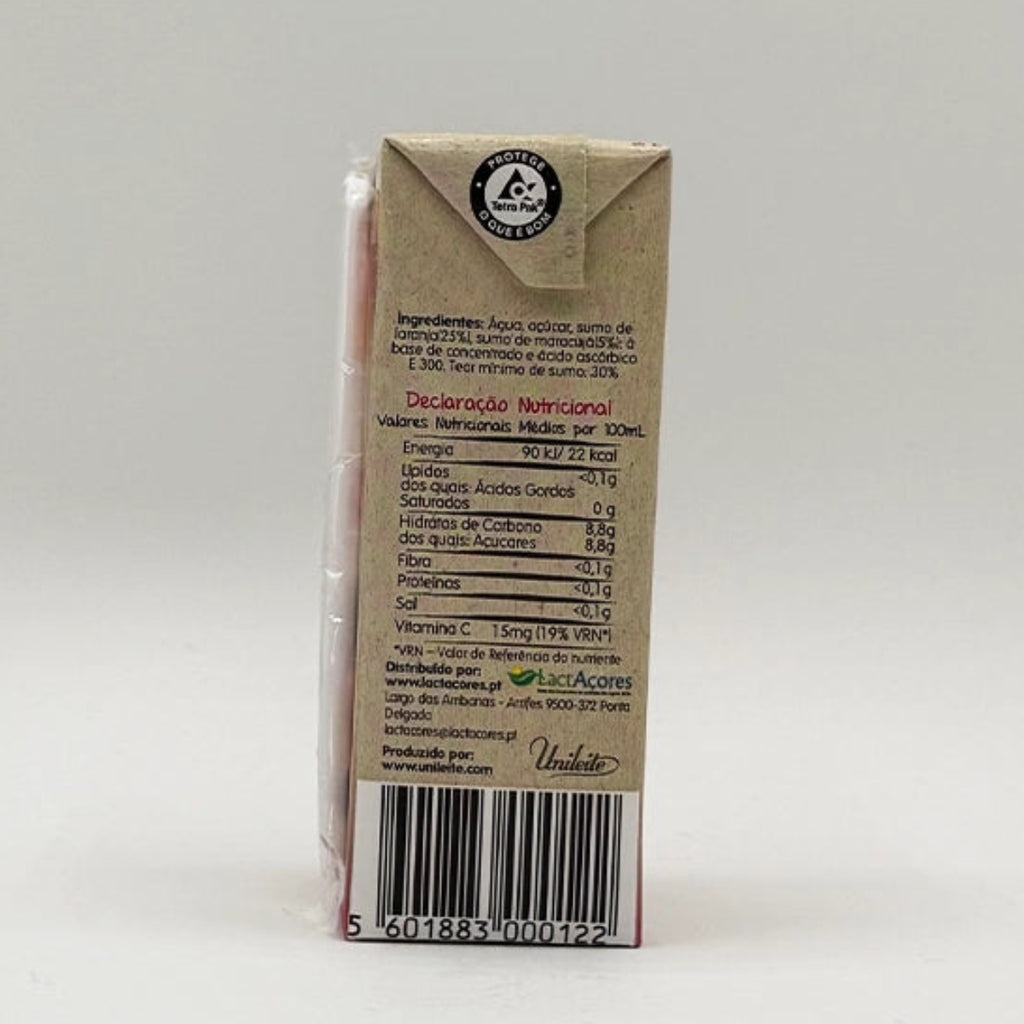 PROTEGE
Tetra Pak®
O QUE É BOM
Ingredientes: Água, açúcar, sumo de
laranja(25%), sumo de maracujá(5%); à
base de concentrado e ácido ascórbico
E 300. Teor mínimo de sumo: 30%
Declaração Nutricional
Valores Nutricionais Médios por 100mL
Energia 90 kJ/ 22 kcal
Lípidos <0,1g
dos quais: Ácidos Gordos
Saturados 0 g
Hidratos de Carbono 8,8g
dos quais: Açucares 8,8g
Fibra <0,1g
Proteínas <0,1g
Sal <0,1g
Vitamina C 15mg (19% VRN*)
*VRN – Valor de Referência do nutriente
Distribuído por:
www.lactacores.pt
LactAçores
Largo das Arribanas - Arrifes 9500-372 Ponta
Delgada
lactacores@lactacores.pt
Produzido por:
www.unileite.com
Unileite
5 601883 000122